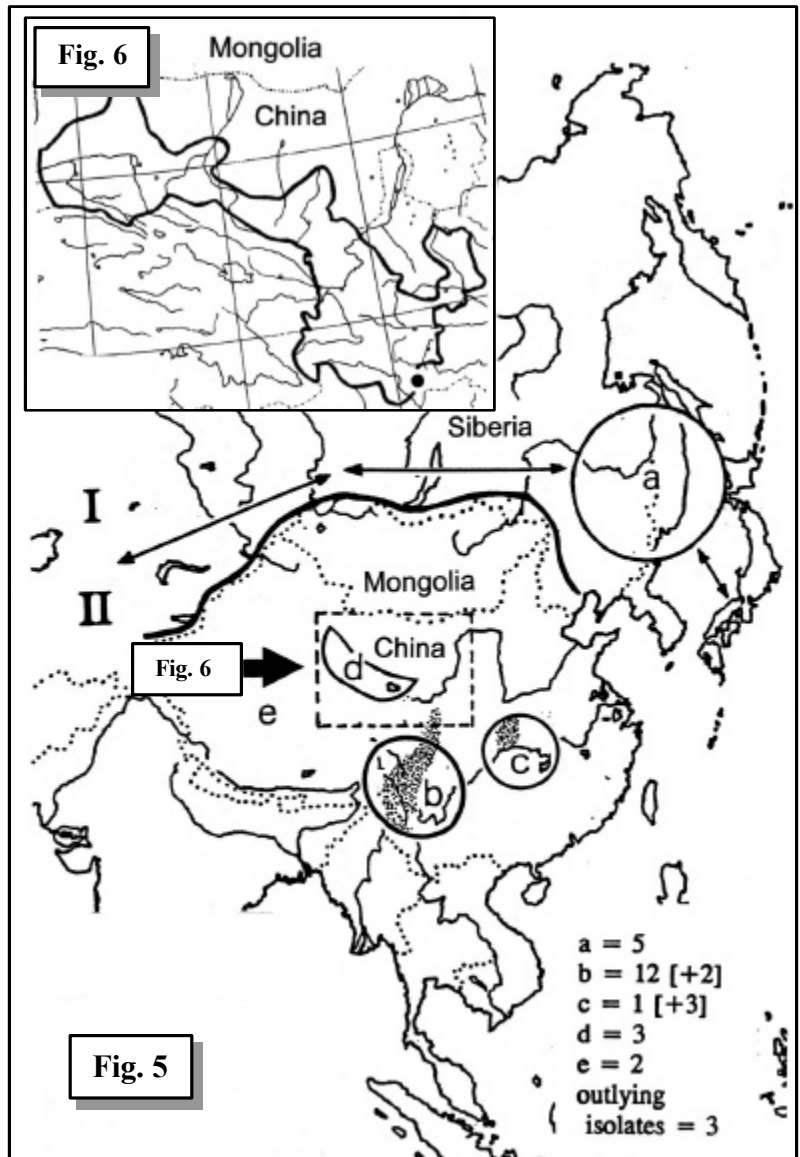 Fig. 6
Mongolia
China
Siberia
a
I
II
Mongolia
China
d
Fig. 6
e
c
b
a = 5
b = 12 [+2]
c = 1 [+3]
d = 3
e = 2
outlying
isolates = 3
Fig. 5